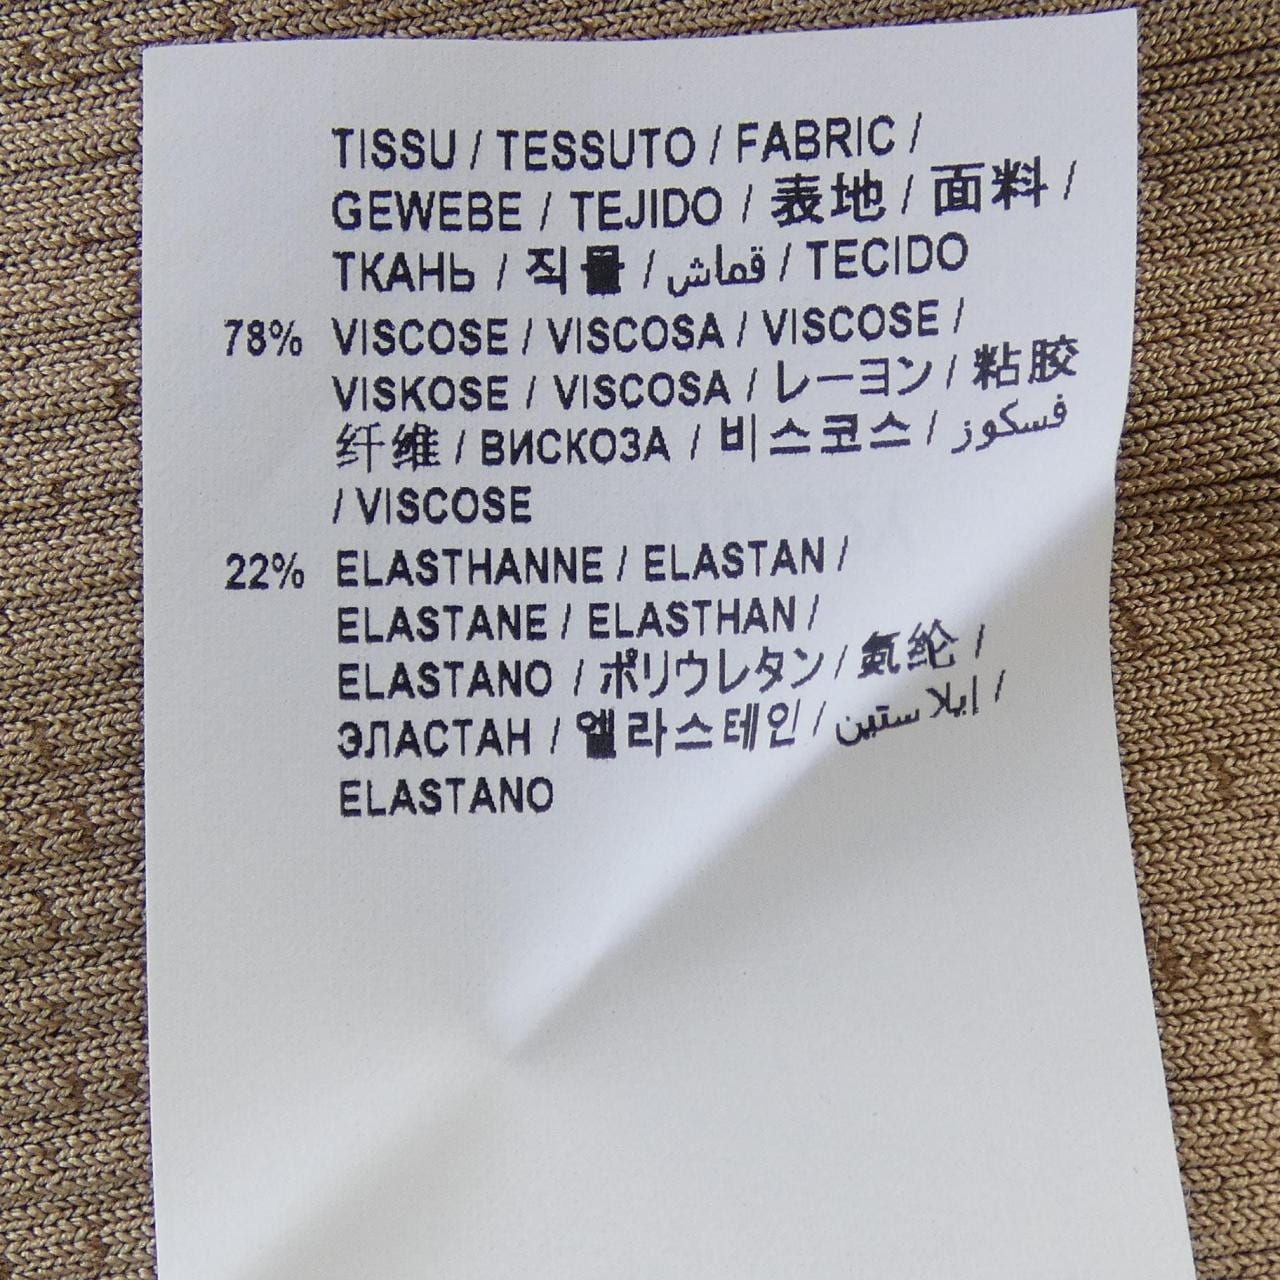 TISSU / TESSUTO / FABRIC /
GEWEBE / TEJIDO / 表地 / 面料 /
ТКАНЬ / 직물 / قماش / TECIDO
78% VISCOSE / VISCOSA / VISCOSE /
VISKOSE / VISCOSA / レーヨン / 粘胶
纤维 / ВИСКОЗА / 비스코스 / فسكوز
/ VISCOSE
22% ELASTHANNE / ELASTAN /
ELASTANE / ELASTHAN /
ELASTANO / ポリウレタン / 氨纶 /
ЭЛАСТАН / 엘라스테인 / إيلاستين /
ELASTANO